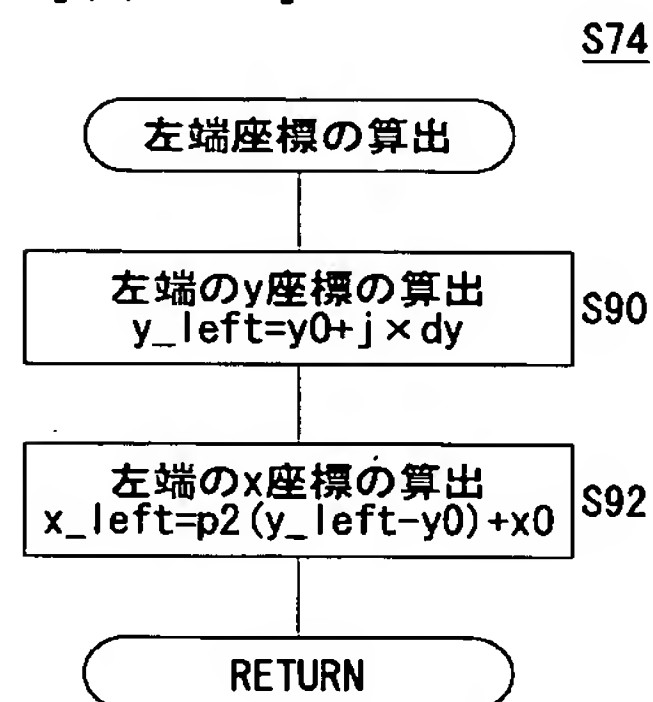 S74
左端座標の算出
左端のy座標の算出
y_left=y0+j×dy
S90
左端のx座標の算出
x_left=p2(y_left-y0)+x0
S92
RETURN